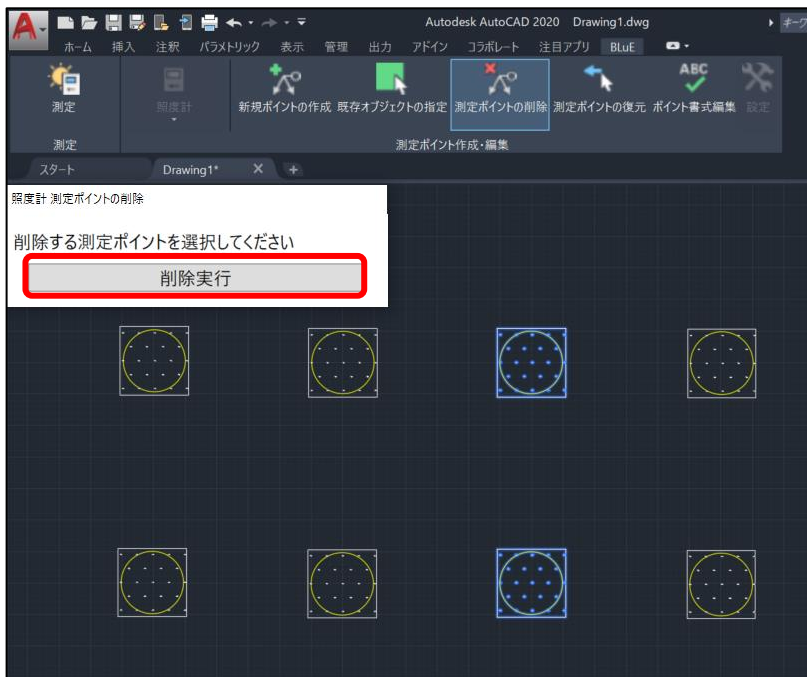 Autodesk AutoCAD 2020 Drawing1.dwg キーワ
ホーム 挿入 注釈 パラメトリック 表示 管理 出力 アドイン コラボレート 注目アプリ BLuE
ABC
測定 照度計 新規ポイントの作成 既存オブジェクトの指定 測定ポイントの削除 測定ポイントの復元 ポイント書式編集 設定
測定 測定ポイント作成・編集
スタート Drawing1* X +
照度計 測定ポイントの削除
削除する測定ポイントを選択してください
削除実行